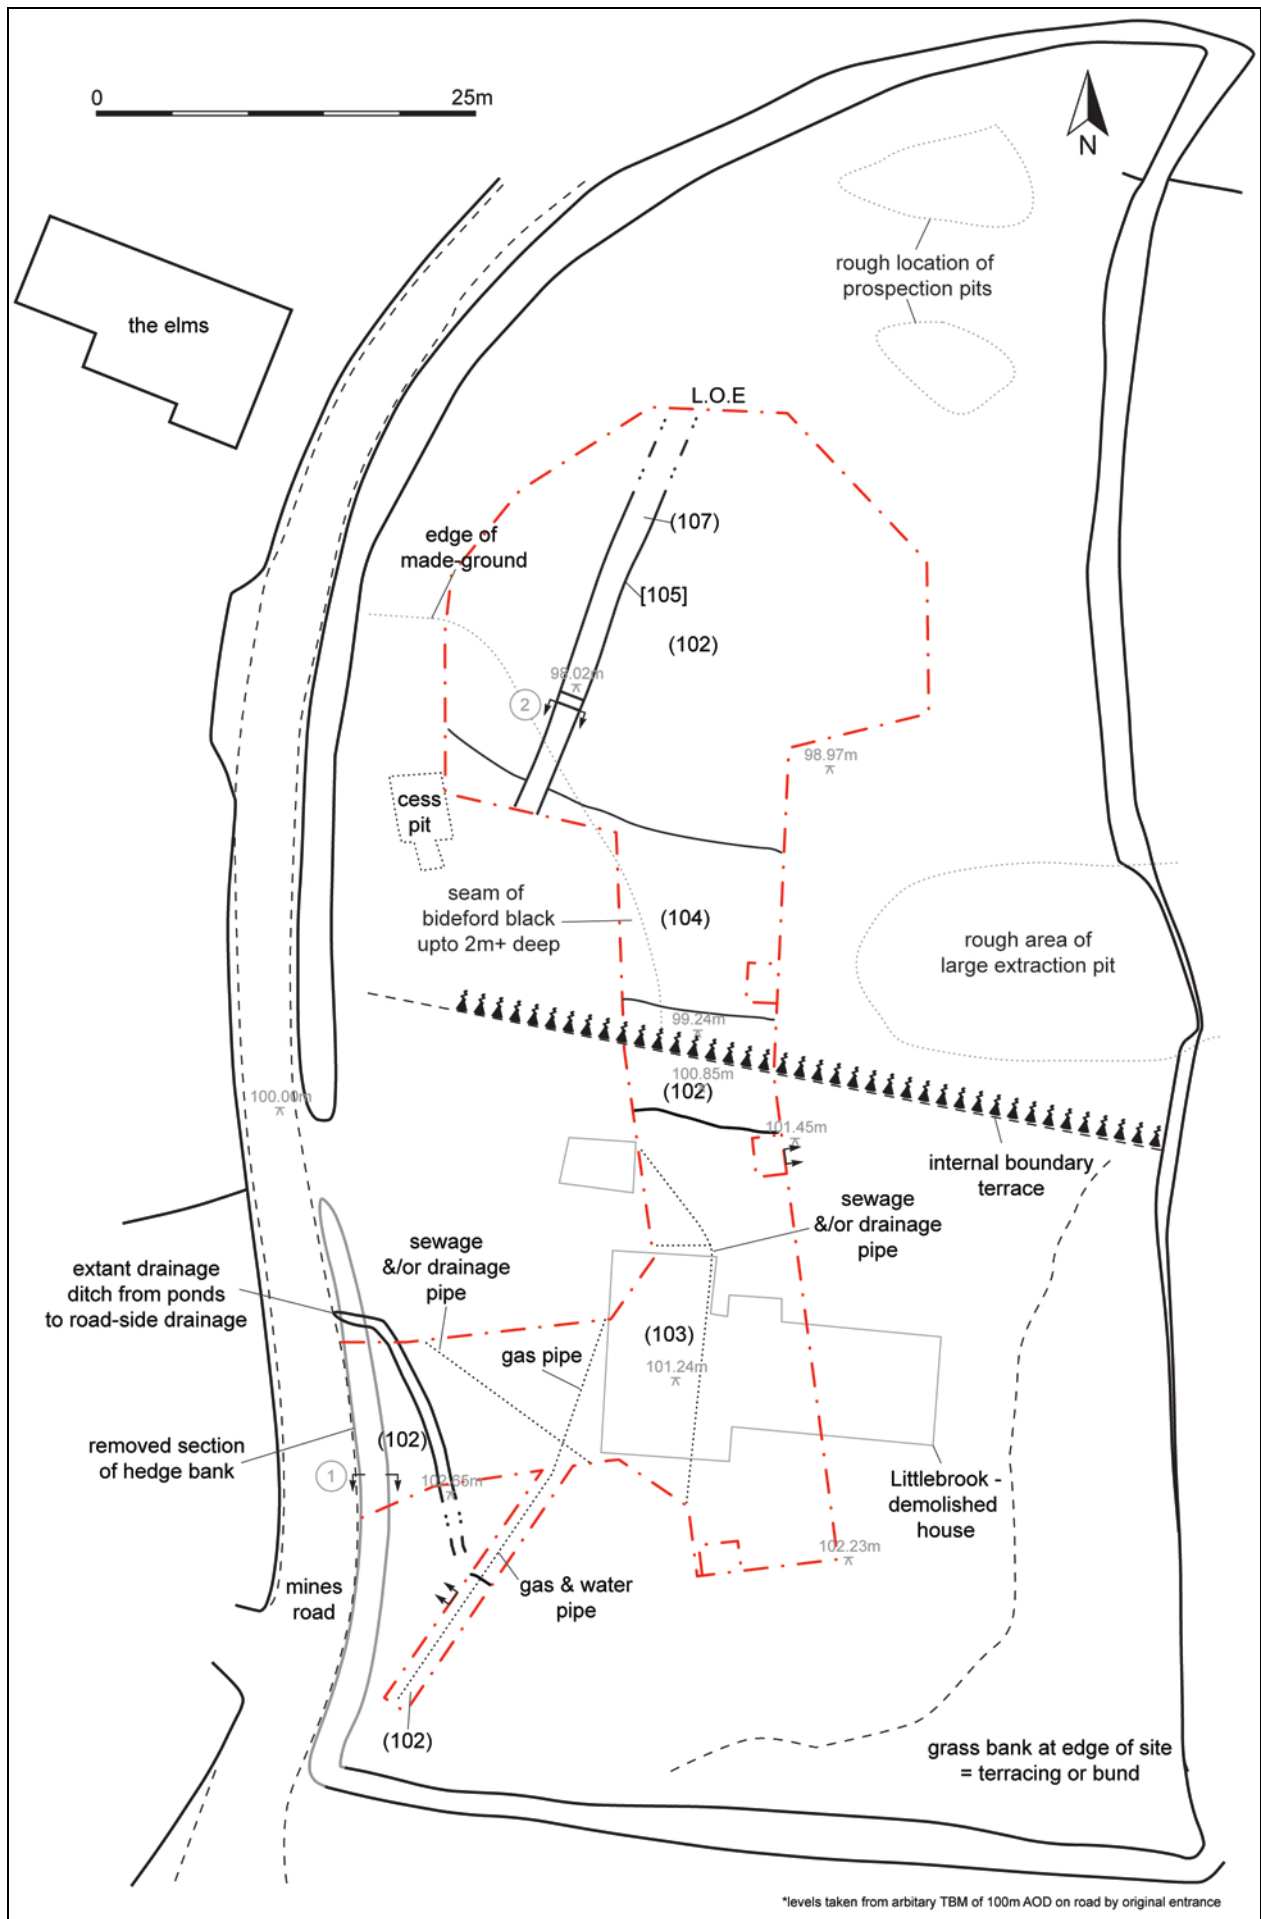 0
25m
N
the elms
rough location of
prospection pits
L.O.E
(107)
edge of
made-ground
[105]
(102)
98.02m
2
98.97m
cess
pit
seam of
bideford black
upto 2m+ deep
(104)
rough area of
large extraction pit
99.24m
100.85m
(102)
100.00m
101.45m
internal boundary
terrace
sewage
&/or drainage
pipe
sewage
&/or drainage
pipe
extant drainage
ditch from ponds
to road-side drainage
(103)
101.24m
gas pipe
removed section
of hedge bank
(102)
1
102.65m
Littlebrook -
demolished
house
102.23m
mines
road
gas & water
pipe
(102)
grass bank at edge of site
= terracing or bund
*levels taken from arbitary TBM of 100m AOD on road by original entrance